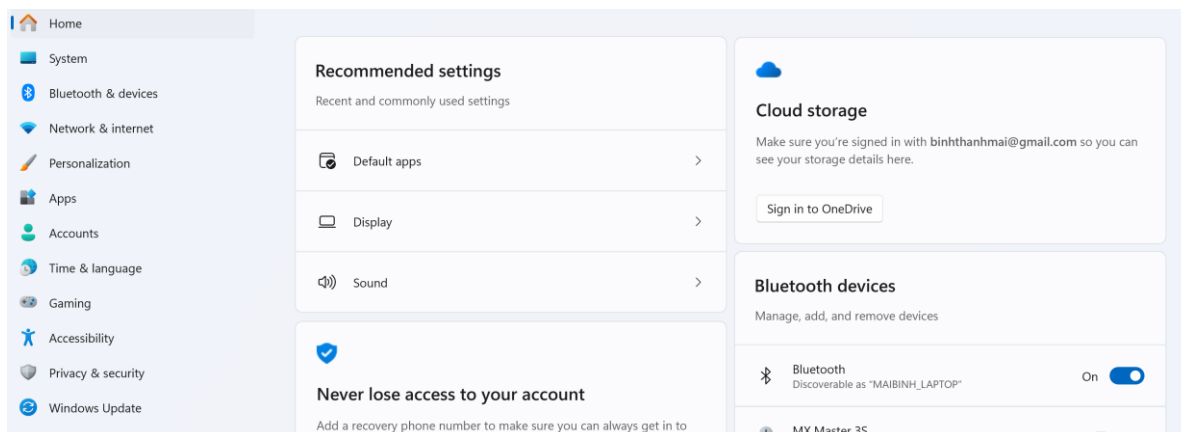 Home
System
Bluetooth & devices
Network & internet
Personalization
Apps
Accounts
Time & language
Gaming
Accessibility
Privacy & security
Windows Update
Recommended settings
Recent and commonly used settings
Default apps
Display
Sound
Never lose access to your account
Add a recovery phone number to make sure you can always get in to
Cloud storage
Make sure you're signed in with binhthanhmai@gmail.com so you can
see your storage details here.
Sign in to OneDrive
Bluetooth devices
Manage, add, and remove devices
Bluetooth
Discoverable as "MAIBINH_LAPTOP"
On
MX Master 3S